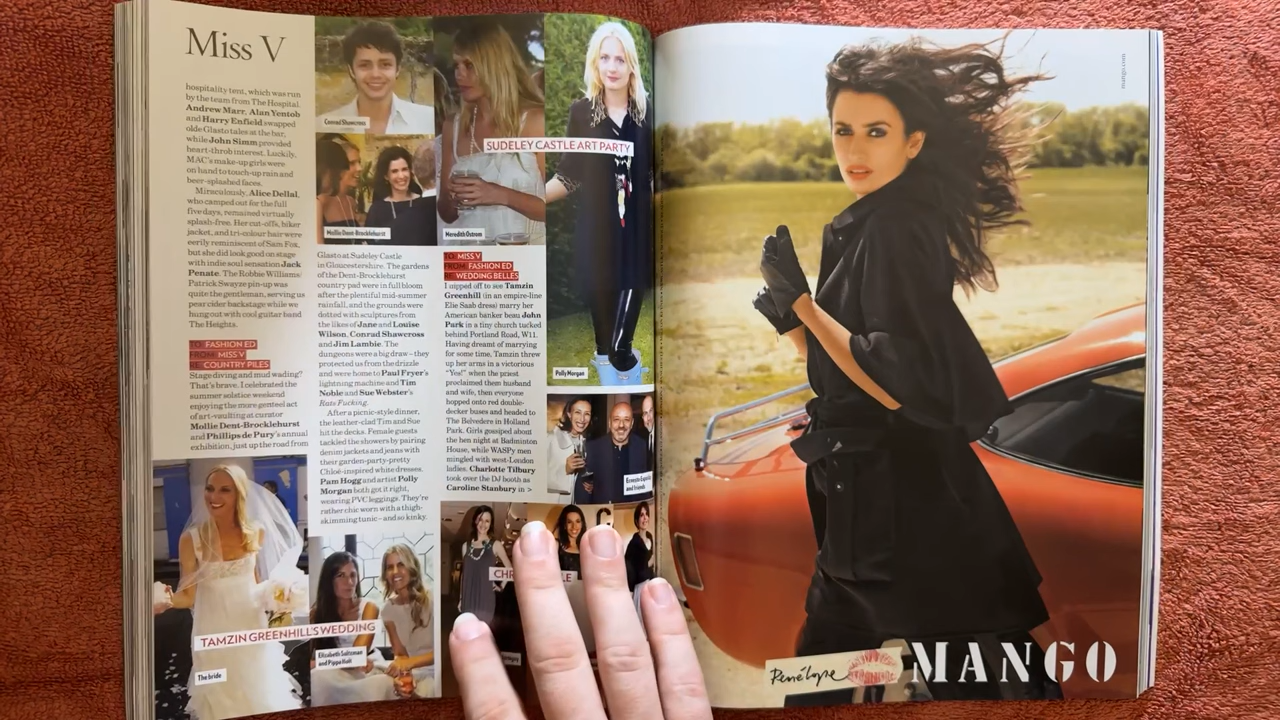 Miss V
hospitality tent, which was run
by the team from The Hospital.
Andrew Marr, Alan Yentob
and Harry Enfield swapped
olde Glasto tales at the bar,
while John Simm provided
heart-throb interest. Luckily,
MAC's make-up girls were
on hand to touch-up rain and
beer-splashed faces.
Miraculously, Alice Dellal,
who camped out for the full
five days, remained virtually
splash-free. Her cut-offs, biker
jacket, and tri-colour hair were
eerily reminiscent of Sam Fox,
but she did look good on stage
with indie soul sensation Jack
Penate. The Robbie Williams/
Patrick Swayze pin-up was
quite the gentleman, serving us
pear cider backstage while we
hung out with cool guitar band
The Heights.
TO: FASHION ED
FROM: MISS V
RE: COUNTRY PILES
Stage diving and mud wading?
That's brave. I celebrated the
summer solstice weekend
enjoying the more genteel act
of art-vaulting at curator
Mollie Dent-Brocklehurst
and Phillips de Pury's annual
exhibition, just up the road from
TAMZIN GREENHILL'S WEDDING
The bride
Conrad Shawcross
Mollie Dent-Brocklehurst
Meredith Ostrom
SUDELEY CASTLE ART PARTY
Glasto at Sudeley Castle
in Gloucestershire. The gardens
of the Dent-Brocklehurst
country pad were in full bloom
after the plentiful mid-summer
rainfall, and the grounds were
dotted with sculptures from
the likes of Jane and Louise
Wilson, Conrad Shawcross
and Jim Lambie. The
dungeons were a big draw – they
protected us from the drizzle
and were home to Paul Fryer's
lightning machine and Tim
Noble and Sue Webster's
Rats Fucking.
After a picnic-style dinner,
the leather-clad Tim and Sue
hit the decks. Female guests
tackled the showers by pairing
denim jackets and jeans with
their garden-party-pretty
Chloé-inspired white dresses.
Pam Hogg and artist Polly
Morgan both got it right,
wearing PVC leggings. They're
rather chic worn with a thigh-
skimming tunic – and so kinky.
Elizabeth Saltzman
and Pippa Holt
TO: MISS V
FROM: FASHION ED
RE: WEDDING BELLES
I nipped off to see Tamzin
Greenhill (in an empire-line
Elie Saab dress) marry her
American banker beau John
Park in a tiny church tucked
behind Portland Road, W11.
Having dreamt of marrying
for some time, Tamzin threw
up her arms in a victorious
"Yes!" when the priest
proclaimed them husband
and wife, then everyone
hopped onto red double-
decker buses and headed to
The Belvedere in Holland
Park. Girls gossiped about
the hen night at Badminton
House, while WASPy men
mingled with west-London
ladies. Charlotte Tilbury
took over the DJ booth as
Caroline Stanbury in >
Polly Morgan
and friends
mango.com
Penélope
MANGO